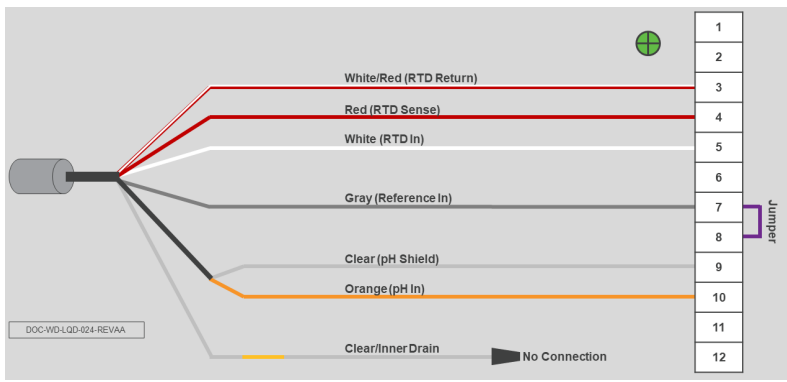 1
2
White/Red (RTD Return)
3
Red (RTD Sense)
4
White (RTD In)
5
6
Gray (Reference In)
7
Jumper
8
Clear (pH Shield)
9
Orange (pH In)
10
DOC-WD-LQD-024-REVAA
11
Clear/Inner Drain
No Connection
12